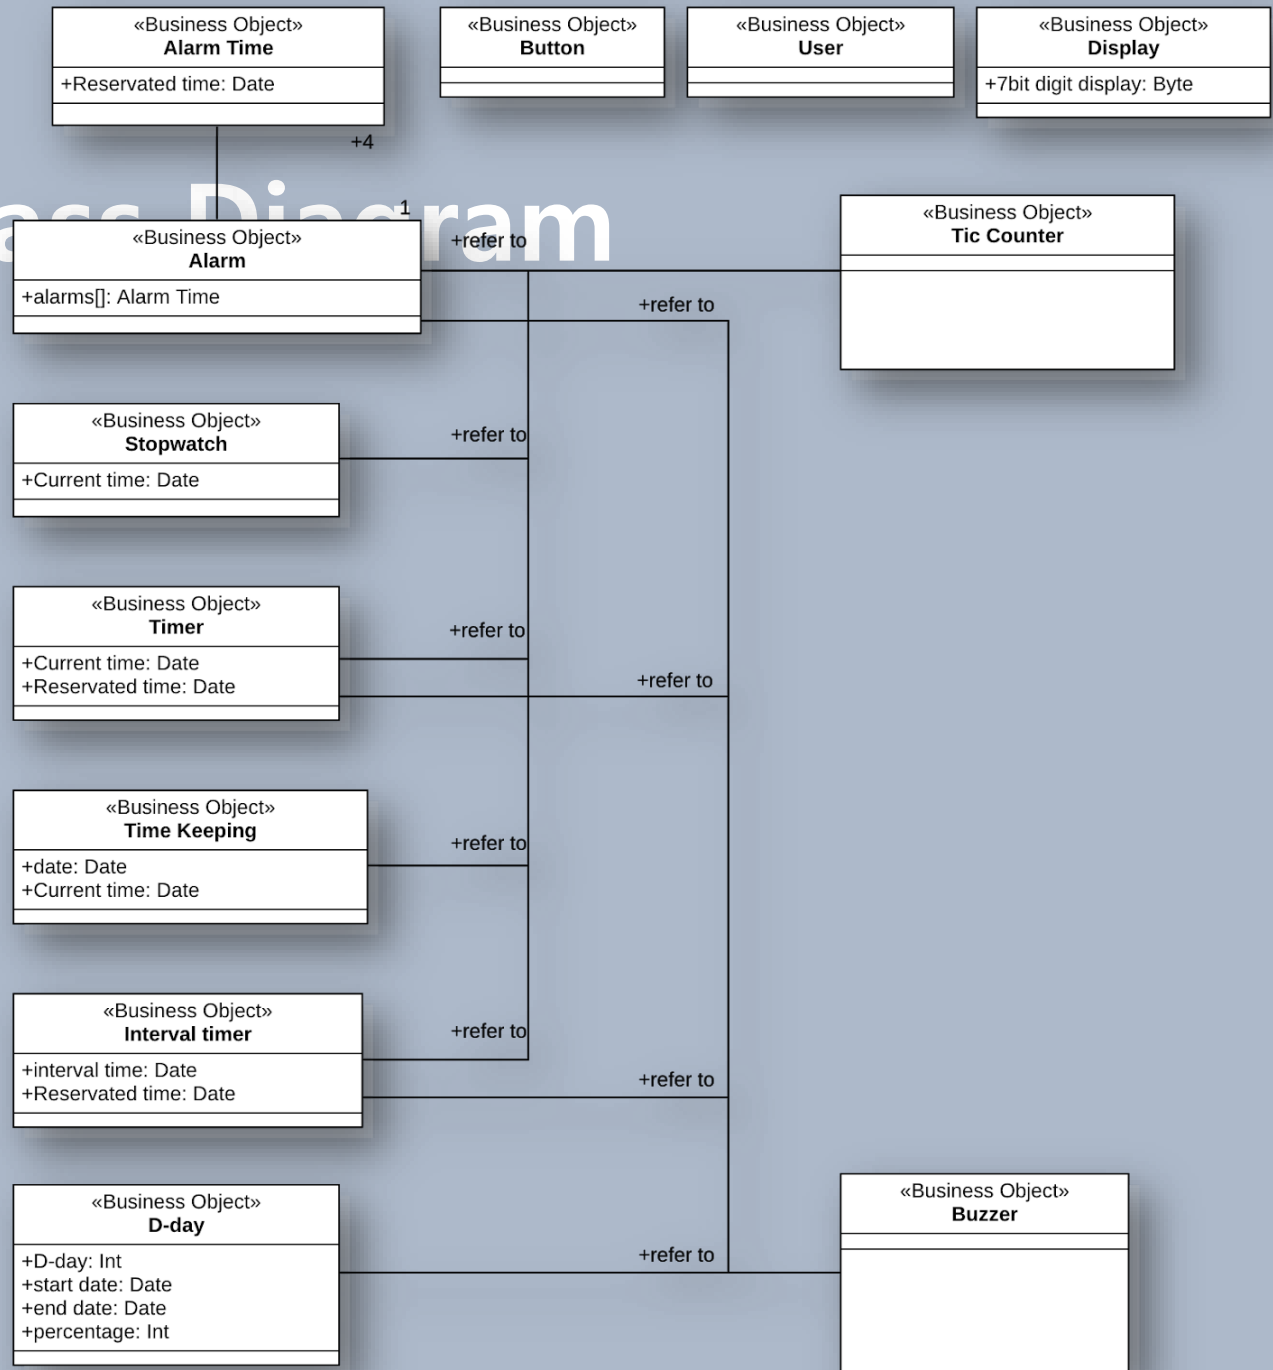 «Business Object»
Alarm Time
+Reservated time: Date
«Business Object»
Button
«Business Object»
User
«Business Object»
Display
+7bit digit display: Byte
+4
1
Diagram
«Business Object»
Alarm
+alarms[]: Alarm Time
+refer to
+refer to
«Business Object»
Tic Counter
«Business Object»
Stopwatch
+Current time: Date
+refer to
«Business Object»
Timer
+Current time: Date
+Reservated time: Date
+refer to
+refer to
«Business Object»
Time Keeping
+date: Date
+Current time: Date
+refer to
«Business Object»
Interval timer
+interval time: Date
+Reservated time: Date
+refer to
+refer to
«Business Object»
D-day
+D-day: Int
+start date: Date
+end date: Date
+percentage: Int
+refer to
«Business Object»
Buzzer